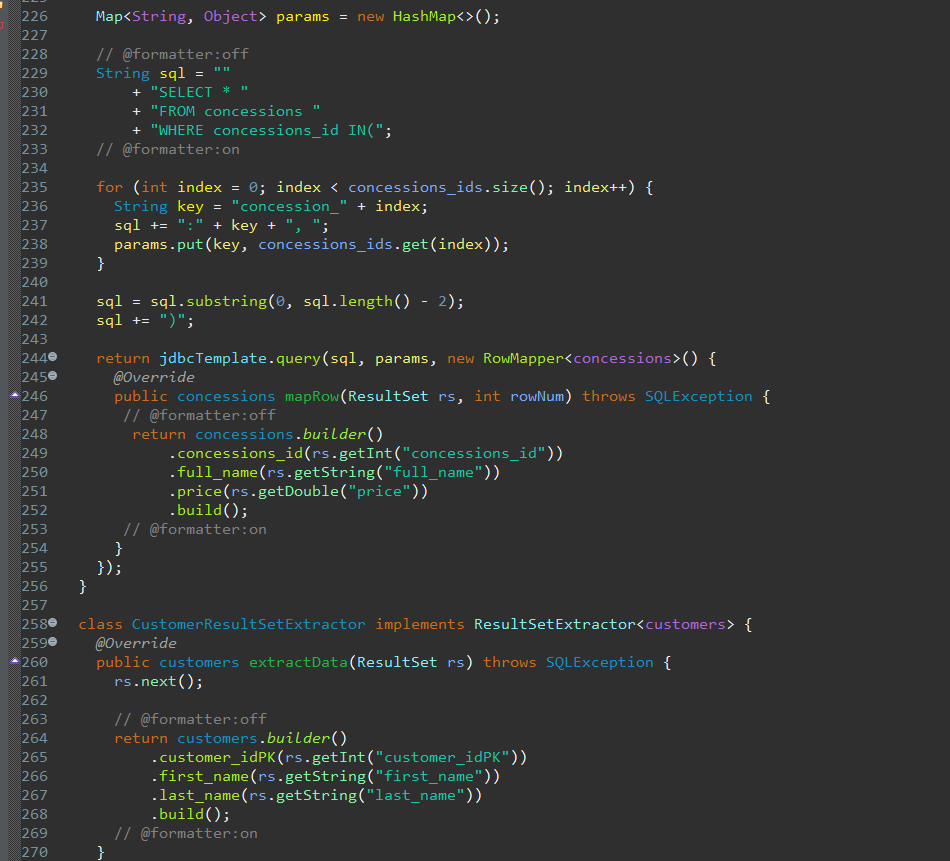 226 Map<String, Object> params = new HashMap<>();
227
228 // @formatter:off
229 String sql = ""
230 + "SELECT * "
231 + "FROM concessions "
232 + "WHERE concessions_id IN(";
233 // @formatter:on
234
235 for (int index = 0; index < concessions_ids.size(); index++) {
236 String key = "concession_" + index;
237 sql += ":" + key + ", ";
238 params.put(key, concessions_ids.get(index));
239 }
240
241 sql = sql.substring(0, sql.length() - 2);
242 sql += ")";
243
244 return jdbcTemplate.query(sql, params, new RowMapper<concessions>() {
245 @Override
246 public concessions mapRow(ResultSet rs, int rowNum) throws SQLException {
247 // @formatter:off
248 return concessions.builder()
249 .concessions_id(rs.getInt("concessions_id"))
250 .full_name(rs.getString("full_name"))
251 .price(rs.getDouble("price"))
252 .build();
253 // @formatter:on
254 }
255 });
256 }
257
258 class CustomerResultSetExtractor implements ResultSetExtractor<customers> {
259 @Override
260 public customers extractData(ResultSet rs) throws SQLException {
261 rs.next();
262
263 // @formatter:off
264 return customers.builder()
265 .customer_idPK(rs.getInt("customer_idPK"))
266 .first_name(rs.getString("first_name"))
267 .last_name(rs.getString("last_name"))
268 .build();
269 // @formatter:on
270 }